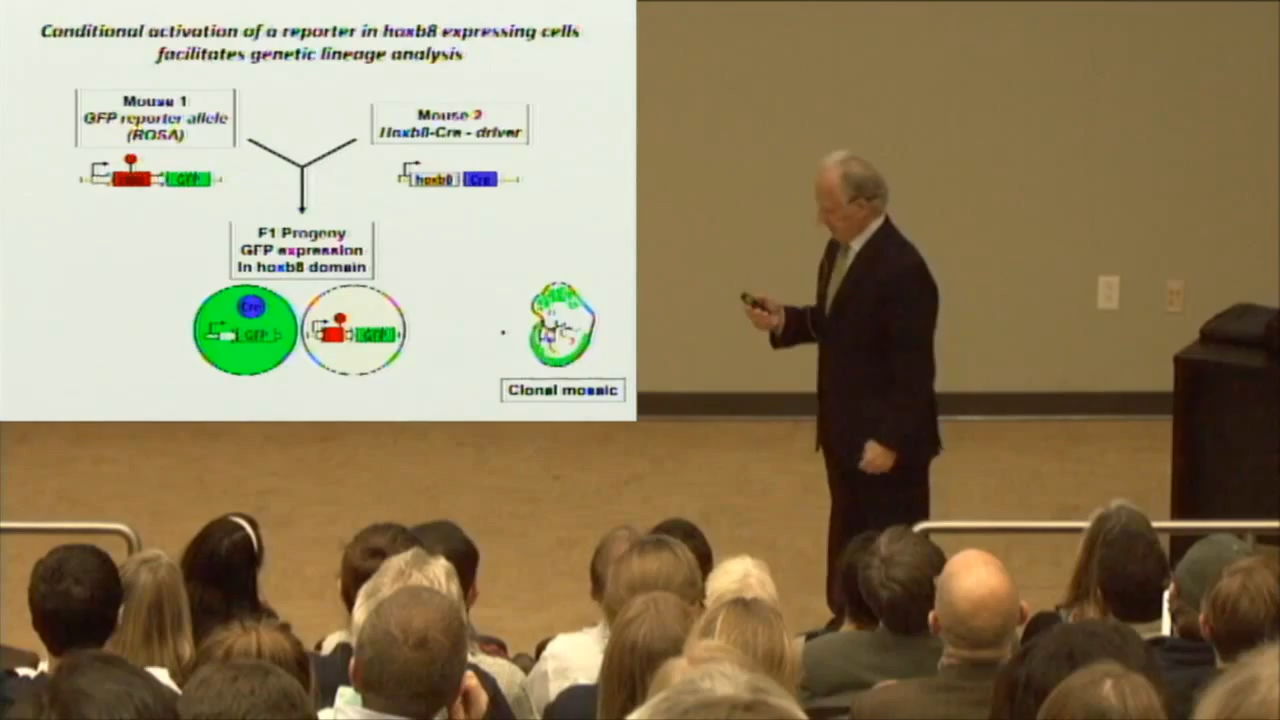 Conditional activation of a reporter in hoxb8 expressing cells
facilitates genetic lineage analysis
Mouse 1
GFP reporter allele
(ROSA)
Mouse 2
Hoxb8-Cre - driver
GFP
hoxb8
Cre
F1 Progeny
GFP expression
In hoxb8 domain
Cre
GFP
GFP
Clonal mosaic